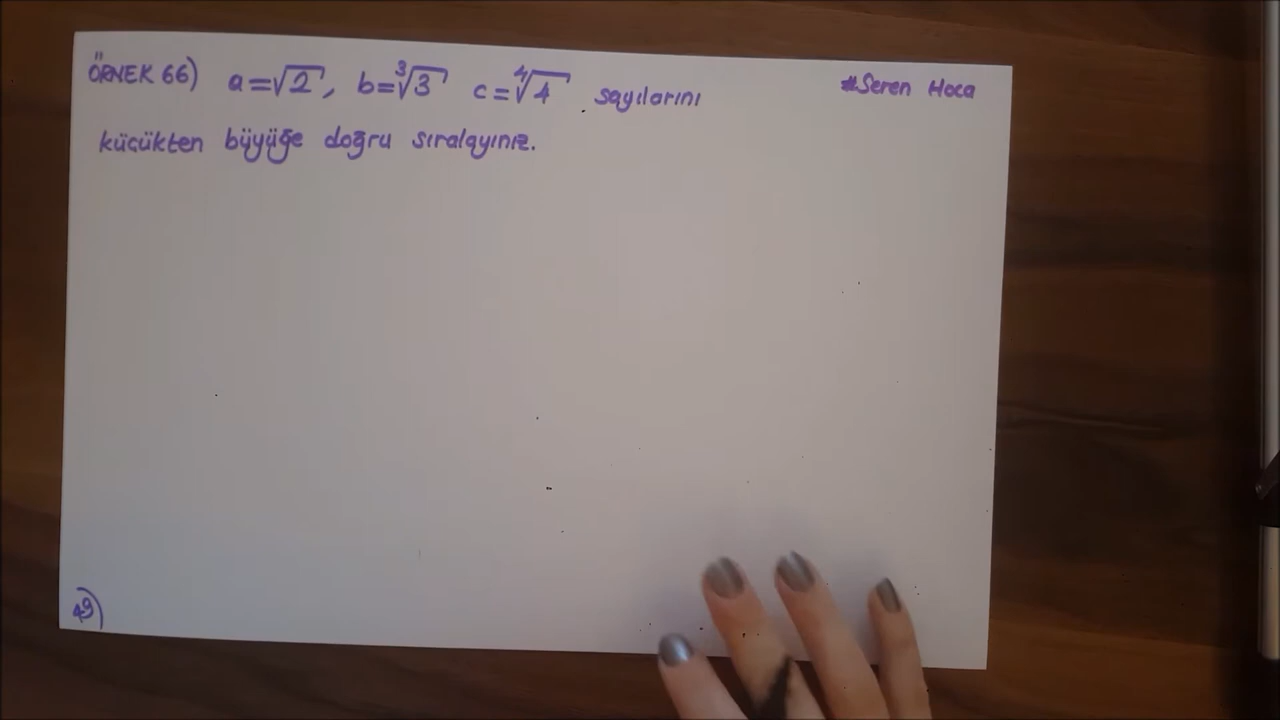 ÖRNEK 66) a=√2, b=∛3 c=∜4 sayılarını
#Seren Hoca
küçükten büyüğe doğru sıralayınız.
49)